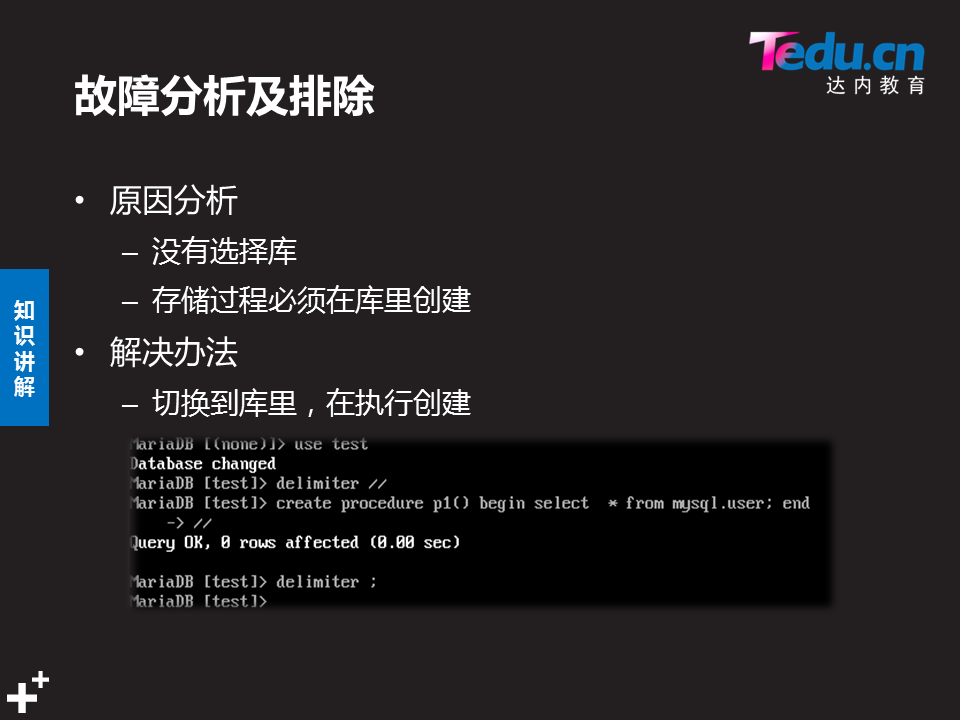 Tedu.cn
达内教育
故障分析及排除
• 原因分析
– 没有选择库
– 存储过程必须在库里创建
• 解决办法
– 切换到库里，在执行创建
知识讲解
MariaDB [(none)]> use test
Database changed
MariaDB [test]> delimiter //
MariaDB [test]> create procedure p1() begin select  * from mysql.user; end
    -> //
Query OK, 0 rows affected (0.00 sec)
MariaDB [test]> delimiter ;
MariaDB [test]>